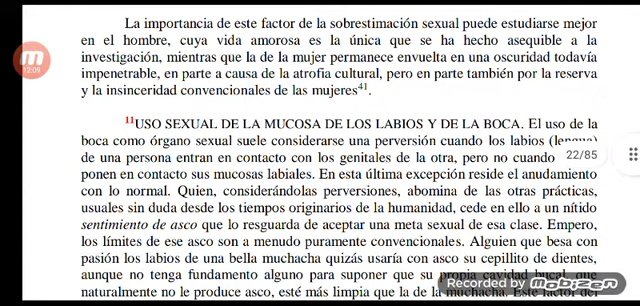 La importancia de este factor de la sobrestimación sexual puede estudiarse mejor
en el hombre, cuya vida amorosa es la única que se ha hecho asequible a la
investigación, mientras que la de la mujer permanece envuelta en una oscuridad todavía
impenetrable, en parte a causa de la atrofia cultural, pero en parte también por la reserva
y la insinceridad convencionales de las mujeres41.
12:09
11USO SEXUAL DE LA MUCOSA DE LOS LABIOS Y DE LA BOCA. El uso de la
boca como órgano sexual suele considerarse una perversión cuando los labios (lengua)
de una persona entran en contacto con los genitales de la otra, pero no cuando
22/85
ponen en contacto sus mucosas labiales. En esta última excepción reside el anudamiento
con lo normal. Quien, considerándolas perversiones, abomina de las otras prácticas,
usuales sin duda desde los tiempos originarios de la humanidad, cede en ello a un nítido
sentimiento de asco que lo resguarda de aceptar una meta sexual de esa clase. Empero,
los límites de ese asco son a menudo puramente convencionales. Alguien que besa con
pasión los labios de una bella muchacha quizás usaría con asco su cepillito de dientes,
aunque no tenga fundamento alguno para suponer que su propia cavidad bucal, que
naturalmente no le produce asco, esté más limpia que la de la muchacha. Este factor del
Recorded by mobizen